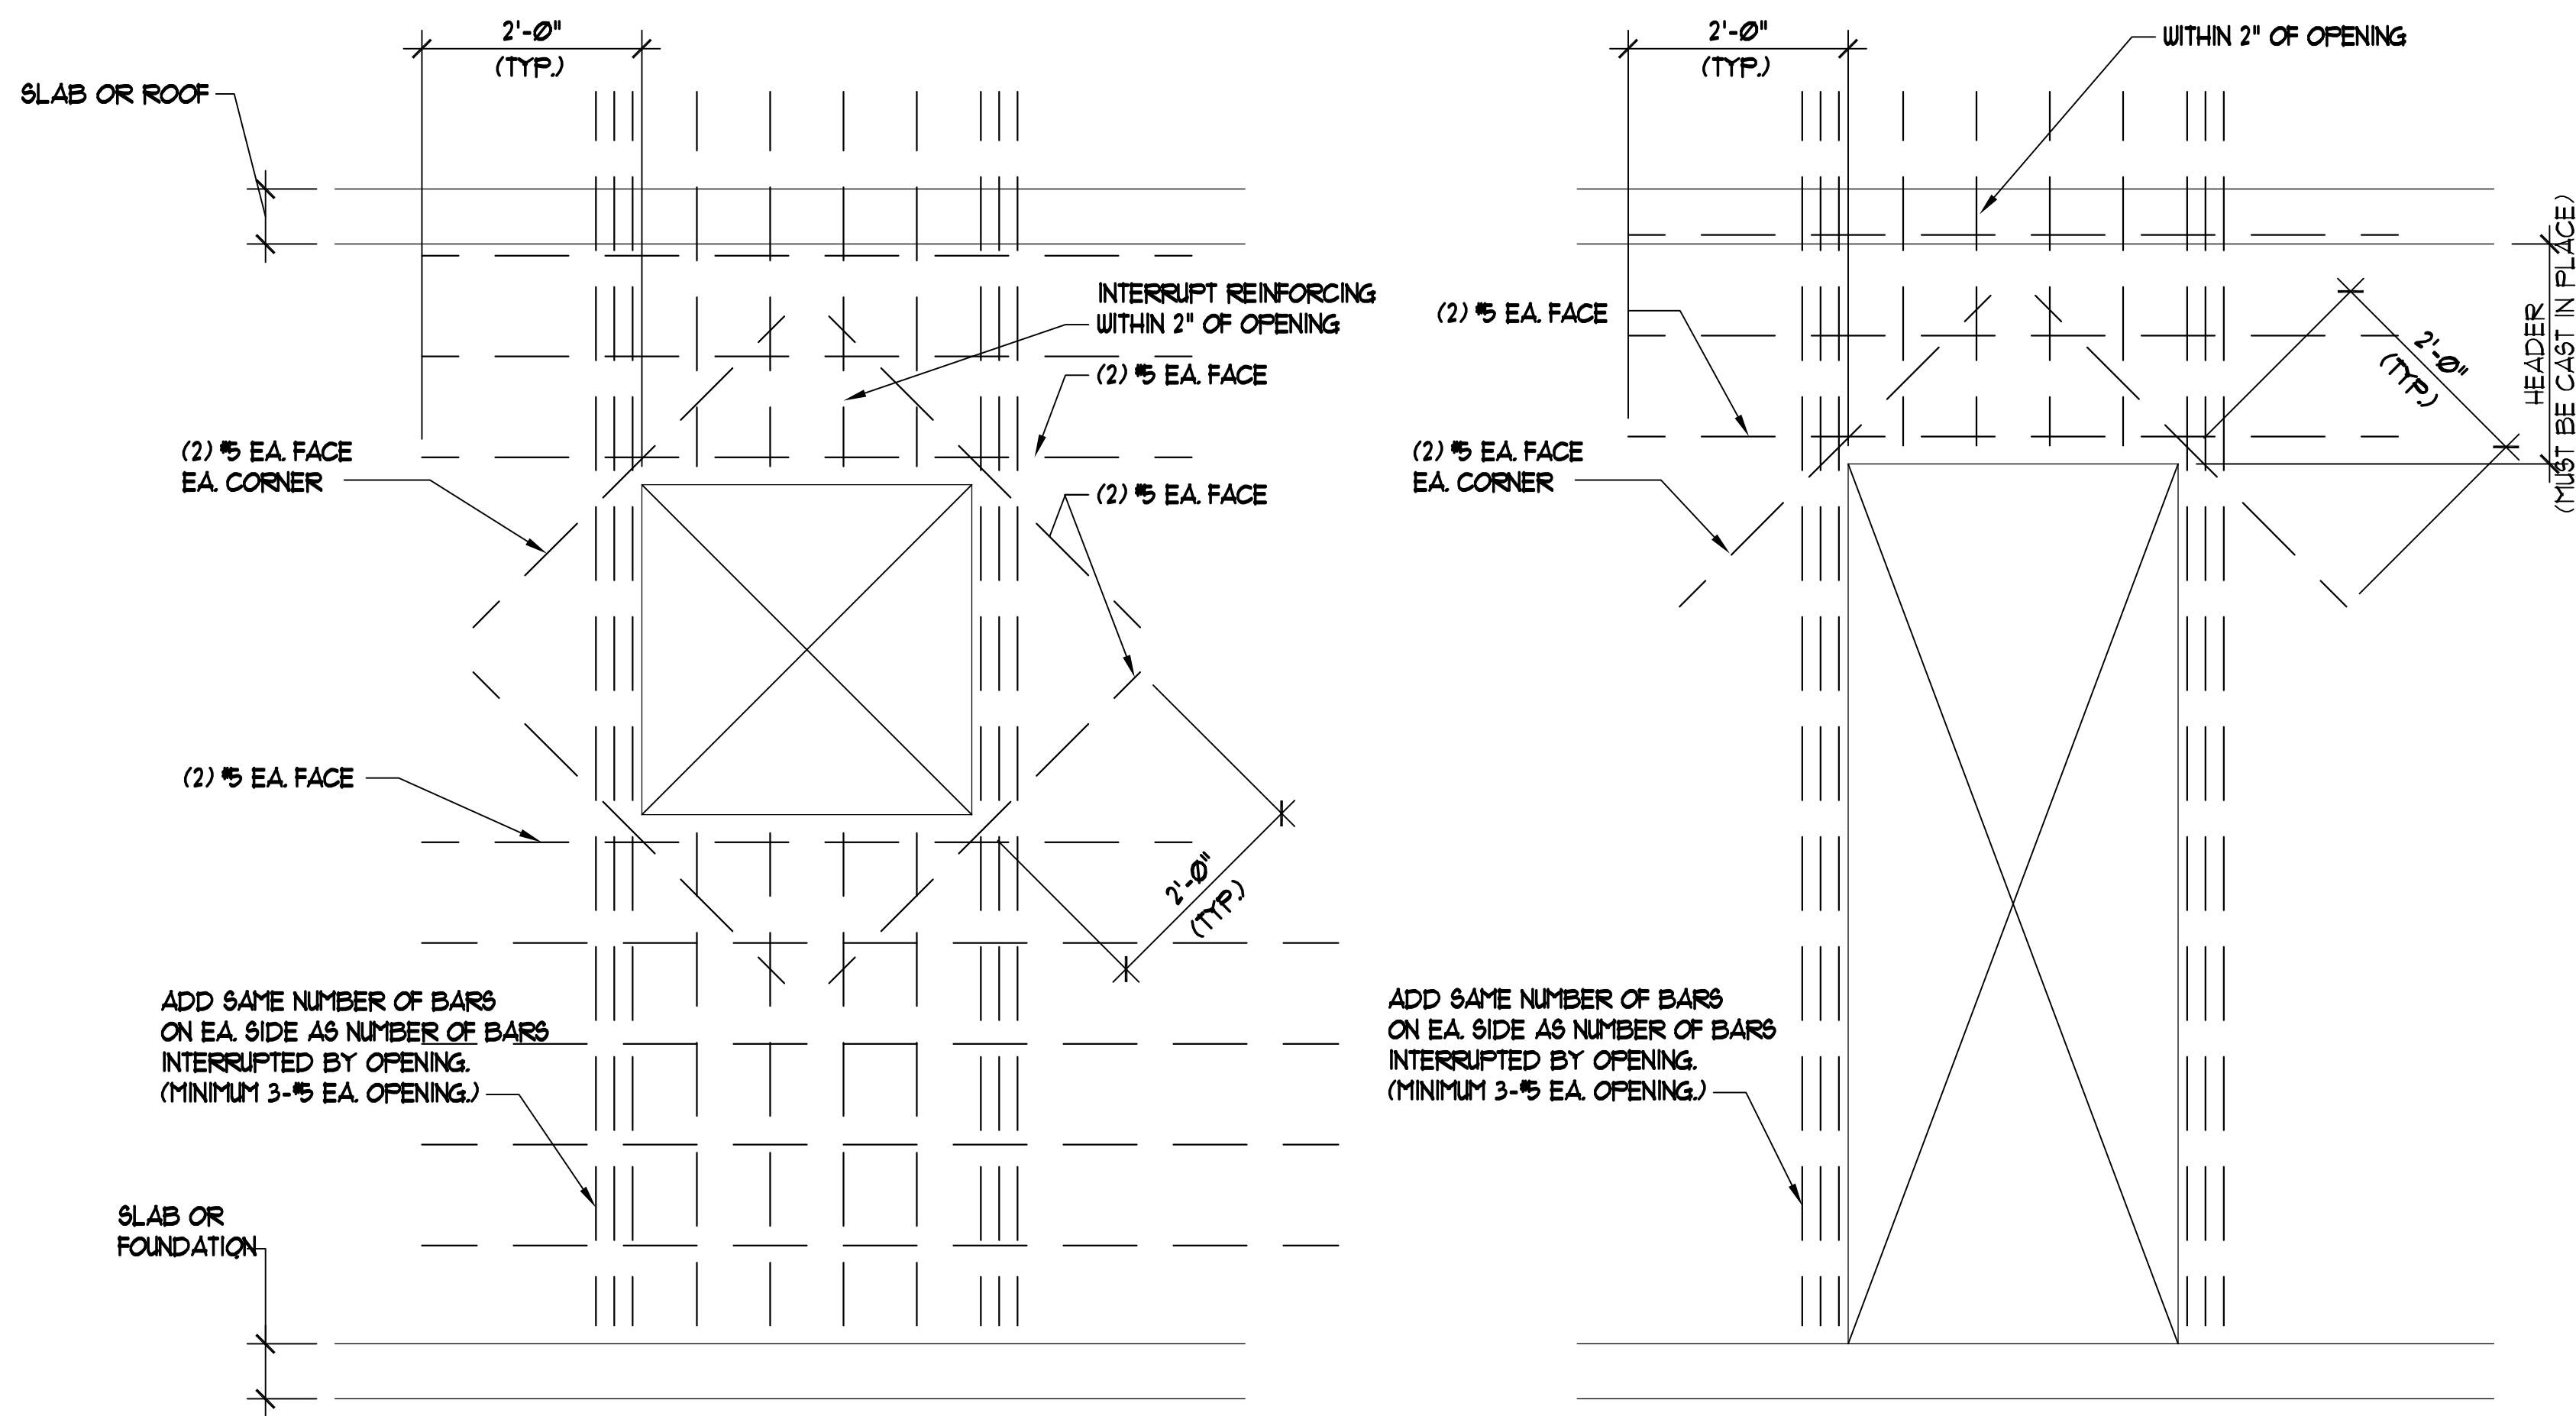 2'-0"
(TYP.)
SLAB OR ROOF
INTERRUPT REINFORCING
WITHIN 2" OF OPENING
(2) #5 EA. FACE
(2) #5 EA. FACE
EA. CORNER
(2) #5 EA. FACE
(2) #5 EA. FACE
2'-0"
(TYP.)
ADD SAME NUMBER OF BARS
ON EA. SIDE AS NUMBER OF BARS
INTERRUPTED BY OPENING.
(MINIMUM 3-#5 EA. OPENING.)
SLAB OR
FOUNDATION
2'-0"
(TYP.)
WITHIN 2" OF OPENING
(2) #5 EA. FACE
(2) #5 EA. FACE
EA. CORNER
2'-0"
(TYP.)
HEADER
(MUST BE CAST IN PLACE)
ADD SAME NUMBER OF BARS
ON EA. SIDE AS NUMBER OF BARS
INTERRUPTED BY OPENING.
(MINIMUM 3-#5 EA. OPENING.)